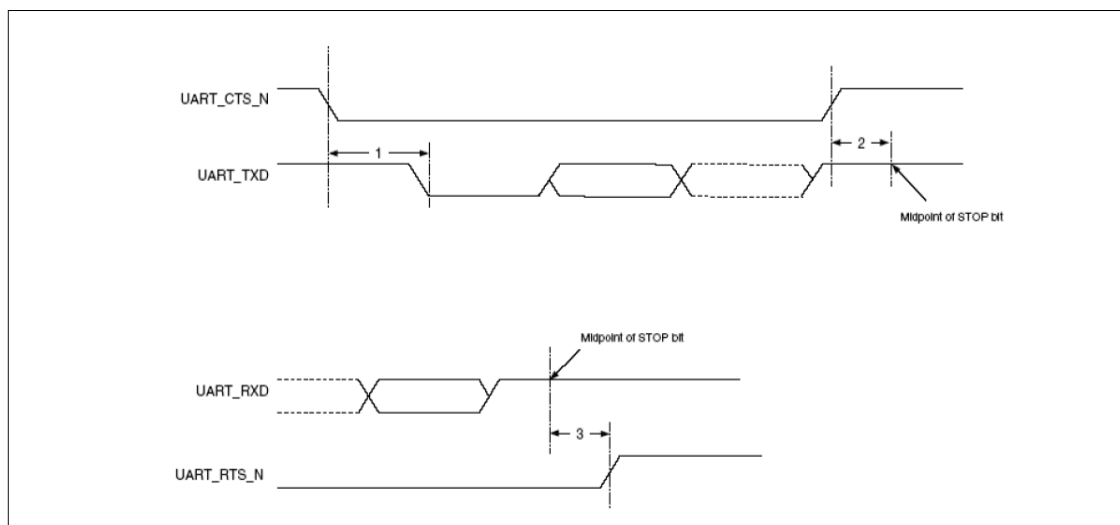 UART_CTS_N
1
2
UART_TXD
Midpoint of STOP bit
Midpoint of STOP bit
UART_RXD
3
UART_RTS_N